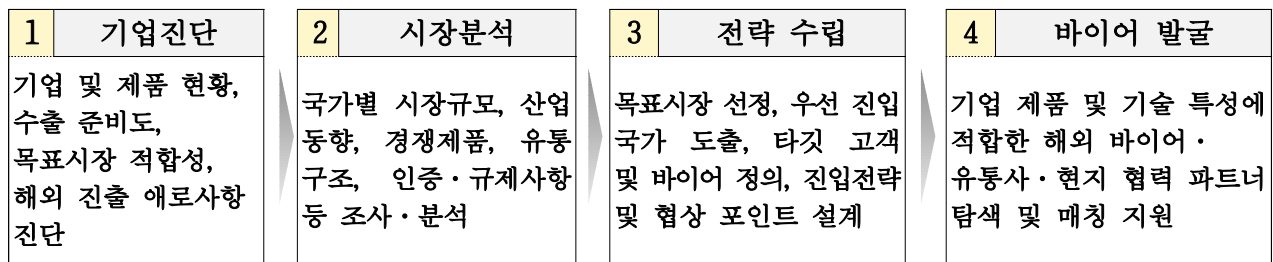 1 기업진단
기업 및 제품 현황,
수출 준비도,
목표시장 적합성,
해외 진출 애로사항
진단
2 시장분석
국가별 시장규모, 산업
동향, 경쟁제품, 유통
구조, 인증·규제사항
등 조사·분석
3 전략 수립
목표시장 선정, 우선 진입
국가 도출, 타깃 고객
및 바이어 정의, 진입전략
및 협상 포인트 설계
4 바이어 발굴
기업 제품 및 기술 특성에
적합한 해외 바이어·
유통사·현지 협력 파트너
탐색 및 매칭 지원